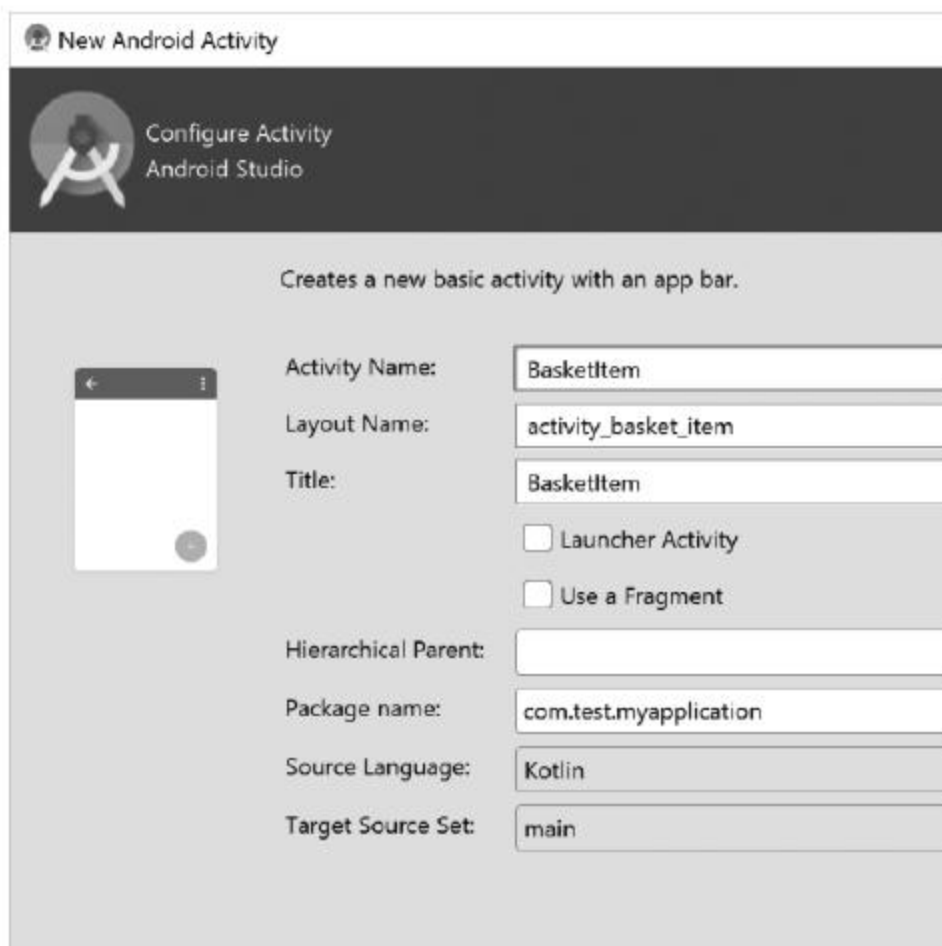 New Android Activity
Configure Activity
Android Studio
Creates a new basic activity with an app bar.
Activity Name: BasketItem
Layout Name: activity_basket_item
Title: BasketItem
Launcher Activity
Use a Fragment
Hierarchical Parent:
Package name: com.test.myapplication
Source Language: Kotlin
Target Source Set: main